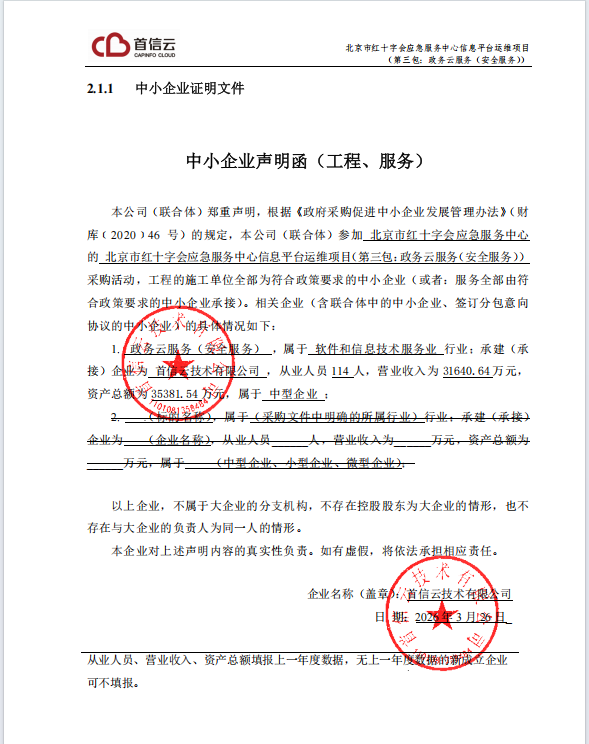 首信云
CAPINFO CLOUD
北京市红十字会应急服务中心信息平台运维项目
（第三包：政务云服务（安全服务））
2.1.1 中小企业证明文件
中小企业声明函（工程、服务）
本公司（联合体）郑重声明，根据《政府采购促进中小企业发展管理办法》（财
库﹝2020﹞46 号）的规定，本公司（联合体）参加 北京市红十字会应急服务中心
的 北京市红十字会应急服务中心信息平台运维项目(第三包:政务云服务(安全服务))
采购活动，工程的施工单位全部为符合政策要求的中小企业（或者：服务全部由符
合政策要求的中小企业承接）。相关企业（含联合体中的中小企业、签订分包意向
协议的中小企业）的具体情况如下：
1. 政务云服务（安全服务） ，属于 软件和信息技术服务业 行业；承建（承
接）企业为 首信云技术有限公司 ，从业人员 114 人，营业收入为 31640.64 万元，
资产总额为 35381.54 万元，属于 中型企业 ；
2. （标的名称），属于（采购文件中明确的所属行业）行业；承建（承接）
企业为 （企业名称），从业人员 人，营业收入为 万元，资产总额为
万元，属于 （中型企业、小型企业、微型企业）.
以上企业，不属于大企业的分支机构，不存在控股股东为大企业的情形，也不
存在与大企业的负责人为同一人的情形。
本企业对上述声明内容的真实性负责。如有虚假，将依法承担相应责任。
企业名称（盖章）：首信云技术有限公司
日 期：2026 年 3 月 26 日
从业人员、营业收入、资产总额填报上一年度数据，无上一年度数据的新成立企业
可不填报。